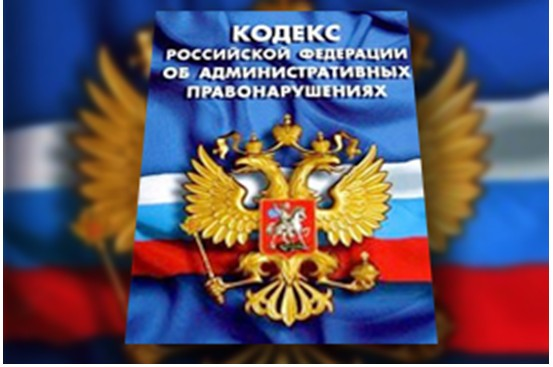 КОДЕКС
РОССИЙСКОЙ ФЕДЕРАЦИИ
ОБ АДМИНИСТРАТИВНЫХ
ПРАВОНАРУШЕНИЯХ